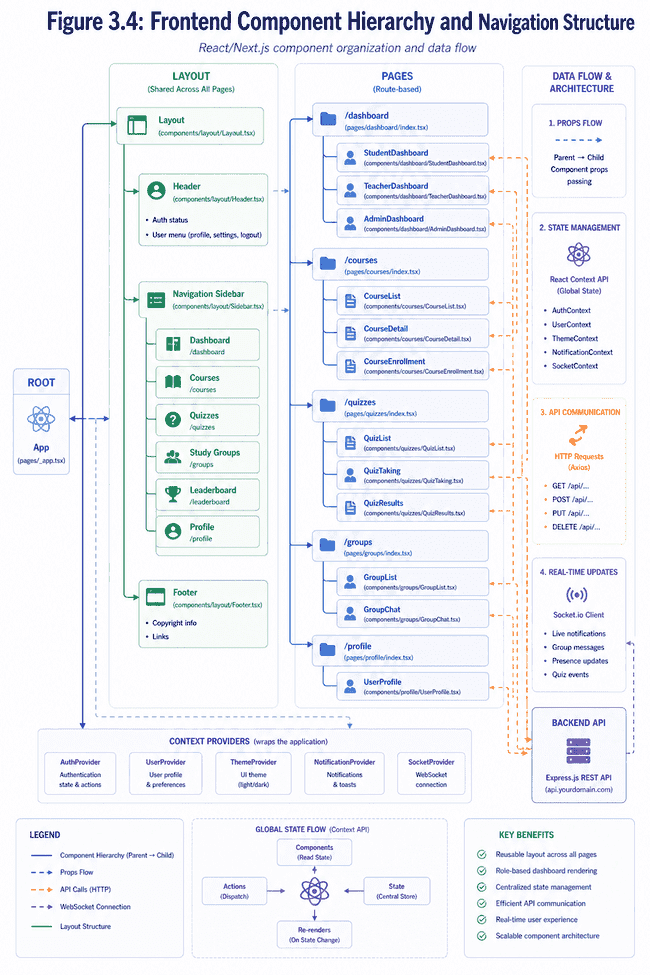 Figure 3.4: Frontend Component Hierarchy and Navigation Structure
React/Next.js component organization and data flow
ROOT
App
(pages/_app.tsx)
LAYOUT
(Shared Across All Pages)
Layout
(components/layout/Layout.tsx)
Header
(components/layout/Header.tsx)
• Auth status
• User menu (profile, settings, logout)
Navigation Sidebar
(components/layout/Sidebar.tsx)
Dashboard
/dashboard
Courses
/courses
Quizzes
/quizzes
Study Groups
/groups
Leaderboard
/leaderboard
Profile
/profile
Footer
(components/layout/Footer.tsx)
• Copyright info
• Links
PAGES
(Route-based)
/dashboard
(pages/dashboard/index.tsx)
StudentDashboard
(components/dashboard/StudentDashboard.tsx)
TeacherDashboard
(components/dashboard/TeacherDashboard.tsx)
AdminDashboard
(components/dashboard/AdminDashboard.tsx)
/courses
(pages/courses/index.tsx)
CourseList
(components/courses/CourseList.tsx)
CourseDetail
(components/courses/CourseDetail.tsx)
CourseEnrollment
(components/courses/CourseEnrollment.tsx)
/quizzes
(pages/quizzes/index.tsx)
QuizList
(components/quizzes/QuizList.tsx)
QuizTaking
(components/quizzes/QuizTaking.tsx)
QuizResults
(components/quizzes/QuizResults.tsx)
/groups
(pages/groups/index.tsx)
GroupList
(components/groups/GroupList.tsx)
GroupChat
(components/groups/GroupChat.tsx)
/profile
(pages/profile/index.tsx)
UserProfile
(components/profile/UserProfile.tsx)
DATA FLOW &
ARCHITECTURE
1. PROPS FLOW
Parent → Child
Component props
passing
2. STATE MANAGEMENT
React Context API
(Global State)
• AuthContext
• UserContext
• ThemeContext
• NotificationContext
• SocketContext
3. API COMMUNICATION
HTTP Requests
(Axios)
• GET /api/...
• POST /api/...
• PUT /api/...
• DELETE /api/...
4. REAL-TIME UPDATES
Socket.io Client
• Live notifications
• Group messages
• Presence updates
• Quiz events
BACKEND API
Express.js REST API
(api.yourdomain.com)
CONTEXT PROVIDERS (wraps the application)
AuthProvider
Authentication
state & actions
UserProvider
User profile
& preferences
ThemeProvider
UI theme
(light/dark)
NotificationProvider
Notifications
& toasts
SocketProvider
WebSocket
connection
LEGEND
Component Hierarchy (Parent → Child)
Props Flow
API Calls (HTTP)
WebSocket Connection
Layout Structure
GLOBAL STATE FLOW (Context API)
Components
(Read State)
Actions
(Dispatch)
State
(Central Store)
Re-renders
(On State Change)
KEY BENEFITS
Reusable layout across all pages
Role-based dashboard rendering
Centralized state management
Efficient API communication
Real-time user experience
Scalable component architecture